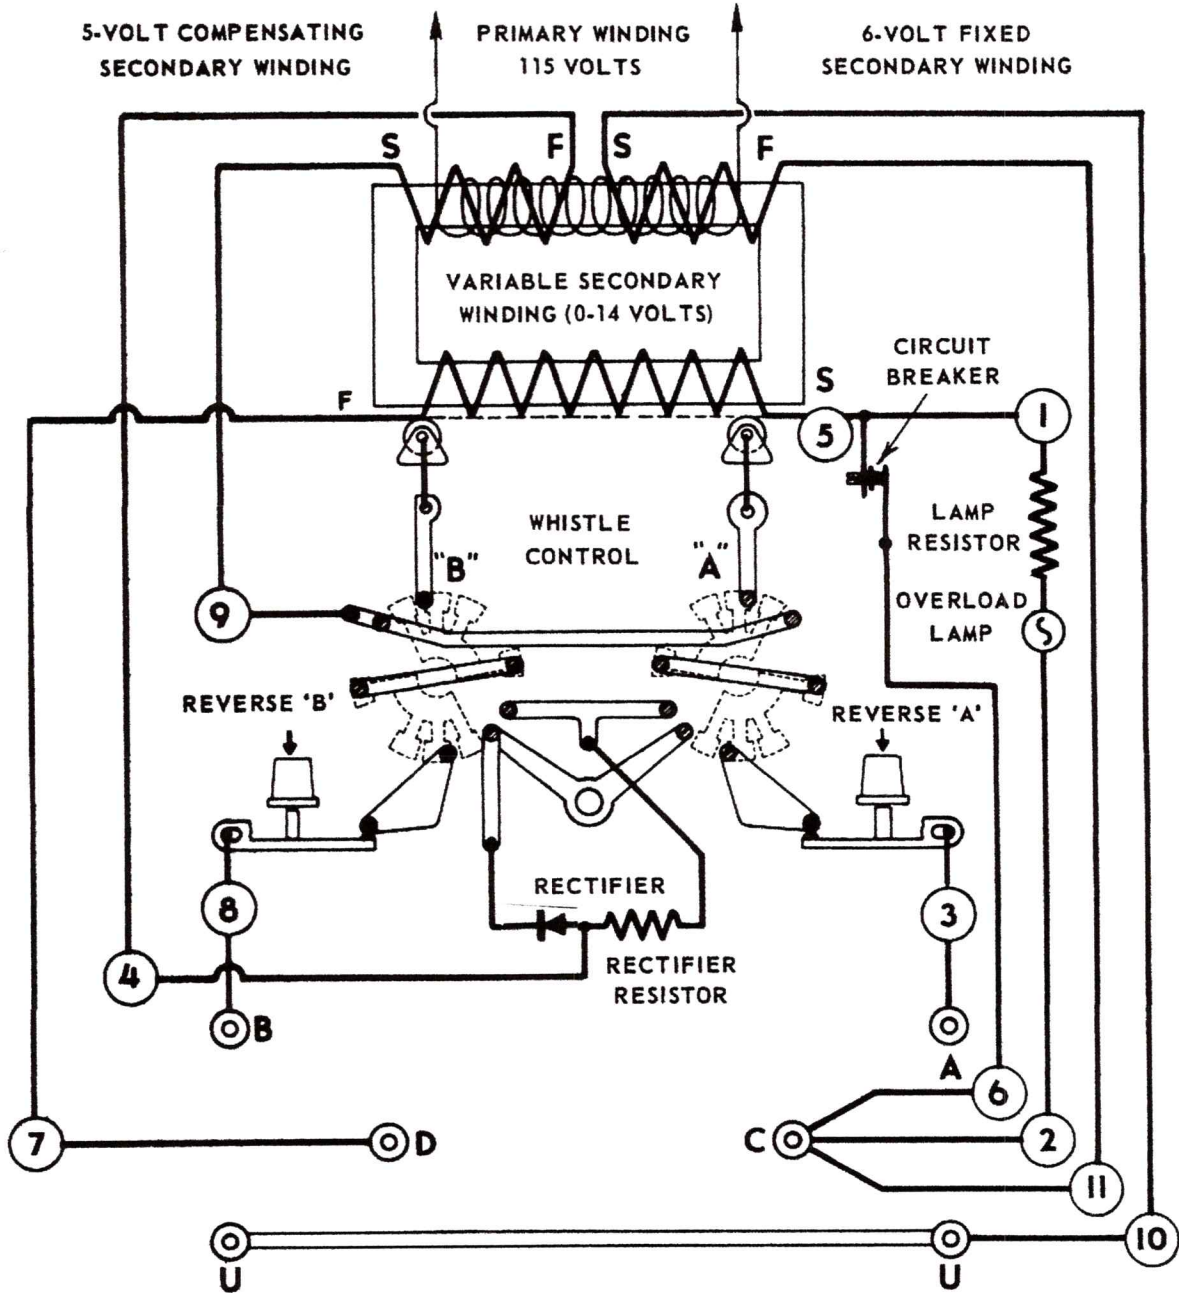 5-VOLT COMPENSATING
SECONDARY WINDING
PRIMARY WINDING
115 VOLTS
6-VOLT FIXED
SECONDARY WINDING
S
F
S
F
VARIABLE SECONDARY
WINDING (0-14 VOLTS)
CIRCUIT
BREAKER
F
S
5
1
WHISTLE
CONTROL
"B"
"A"
LAMP
RESISTOR
OVERLOAD
LAMP
9
REVERSE 'B'
REVERSE 'A'
RECTIFIER
8
3
4
RECTIFIER
RESISTOR
B
A
6
7
D
C
2
11
10
U
U